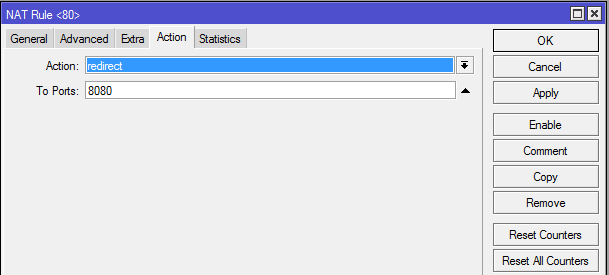 NAT Rule <80>
General Advanced Extra Action Statistics
Action: redirect
To Ports: 8080
OK
Cancel
Apply
Enable
Comment
Copy
Remove
Reset Counters
Reset All Counters